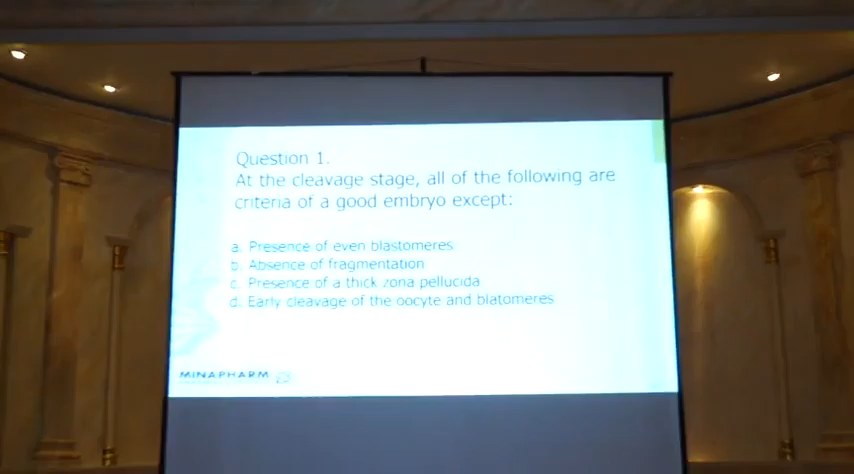 Question 1.
At the cleavage stage, all of the following are
criteria of a good embryo except:
a. Presence of even blastomeres
b. Absence of fragmentation
c. Presence of a thick zona pellucida
d. Early cleavage of the oocyte and blatomeres
MINAPHARM